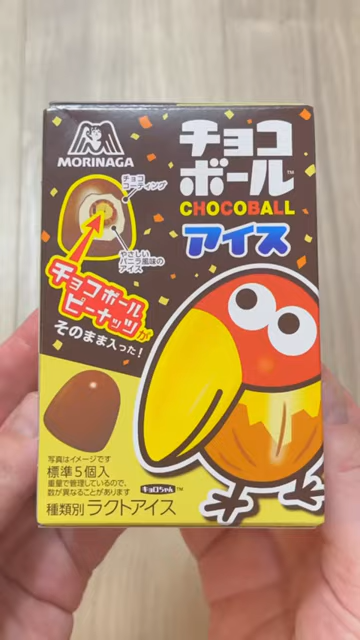 MORINAGA
チョコ
ボール™
CHOCOBALL
アイス
チョコ
コーティング
やさしい
バニラ風味の
アイス
チョコボール
ピーナッツが
そのまま入った!
写真はイメージです
標準5個入
重量で管理しているので、
数が異なることがあります
キョロちゃん™
種類別 ラクトアイス